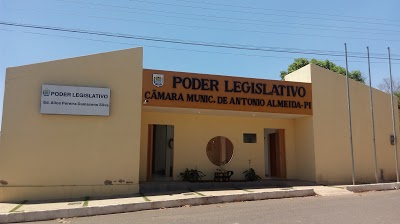 PODER LEGISLATIVO
PODER LEGISLATIVO
CÂMARA MUNIC. DE ANTONIO ALMEIDA-PI